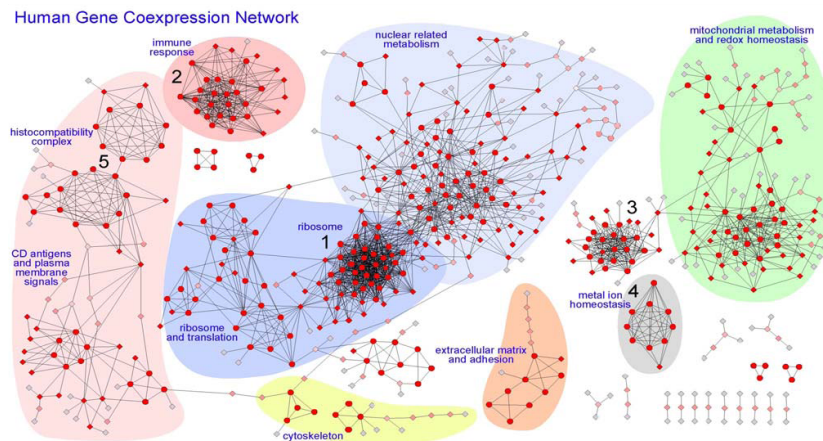 Human Gene Coexpression Network
immune
response
2
nuclear related
metabolism
mitochondrial metabolism
and redox homeostasis
histocompatibility
complex
5
CD antigens and
plasma
membrane
signals
ribosome
1
ribosome
and translation
3
4
metal ion
homeostasis
extracellular matrix
and adhesion
cytoskeleton